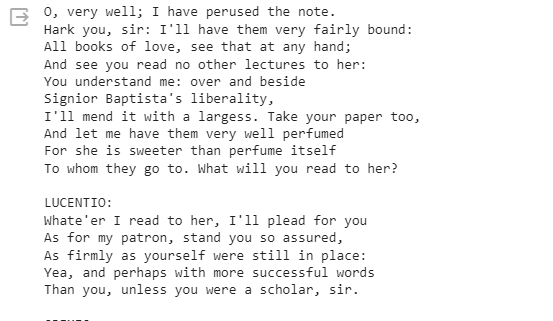 O, very well; I have perused the note.
Hark you, sir: I'll have them very fairly bound:
All books of love, see that at any hand;
And see you read no other lectures to her:
You understand me: over and beside
Signior Baptista's liberality,
I'll mend it with a largess. Take your paper too,
And let me have them very well perfumed
For she is sweeter than perfume itself
To whom they go to. What will you read to her?

LUCENTIO:
Whate'er I read to her, I'll plead for you
As for my patron, stand you so assured,
As firmly as yourself were still in place:
Yea, and perhaps with more successful words
Than you, unless you were a scholar, sir.